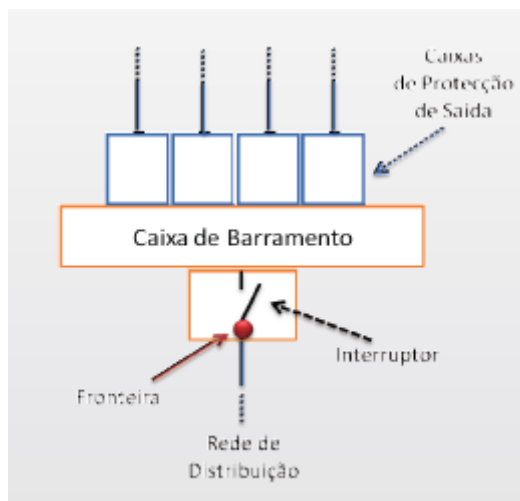 Caixas
de Protecção
de Saída
Caixa de Barramento
Interruptor
Fronteira
Rede de
Distribuição